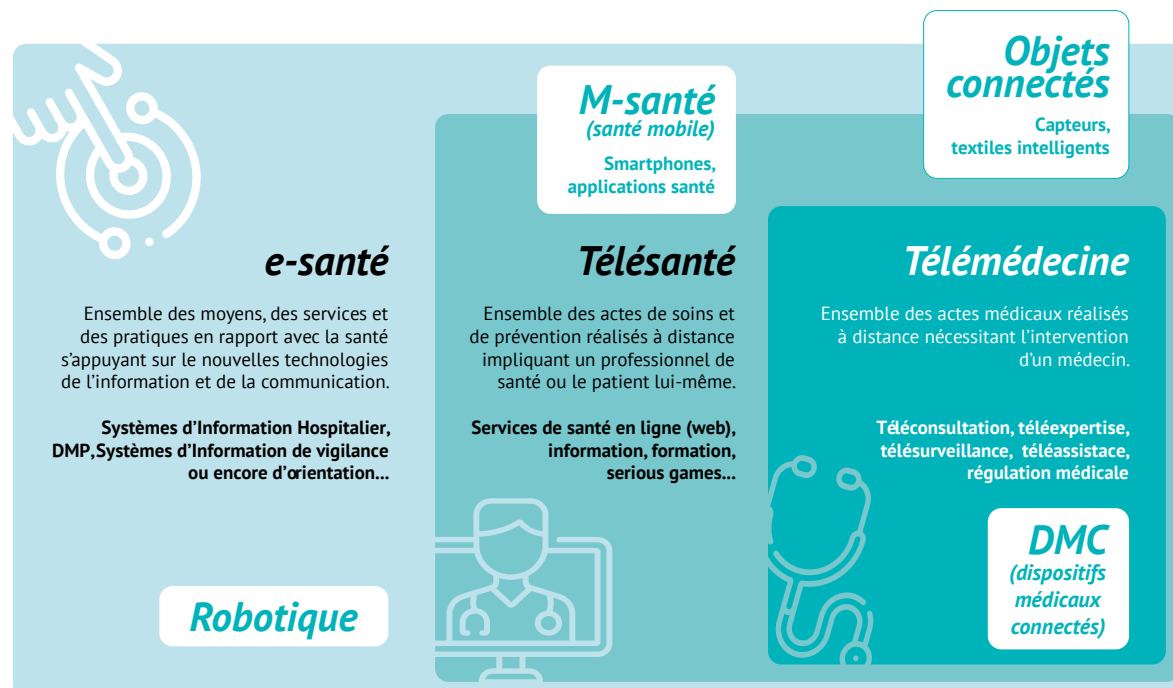 Objets
connectés
Capteurs,
textiles intelligents
M-santé
(santé mobile)
Smartphones,
applications santé
e-santé
Ensemble des moyens, des services et
des pratiques en rapport avec la santé
s’appuyant sur le nouvelles technologies
de l’information et de la communication.
Systèmes d’Information Hospitalier,
DMP,Systèmes d’Information de vigilance
ou encore d’orientation...
Robotique
Télésanté
Ensemble des actes de soins et
de prévention réalisés à distance
impliquant un professionnel de
santé ou le patient lui-même.
Services de santé en ligne (web),
information, formation,
serious games...
Télémédecine
Ensemble des actes médicaux réalisés
à distance nécessitant l’intervention
d’un médecin.
Téléconsultation, téléexpertise,
télésurveillance, téléassistace,
régulation médicale
DMC
(dispositifs
médicaux
connectés)